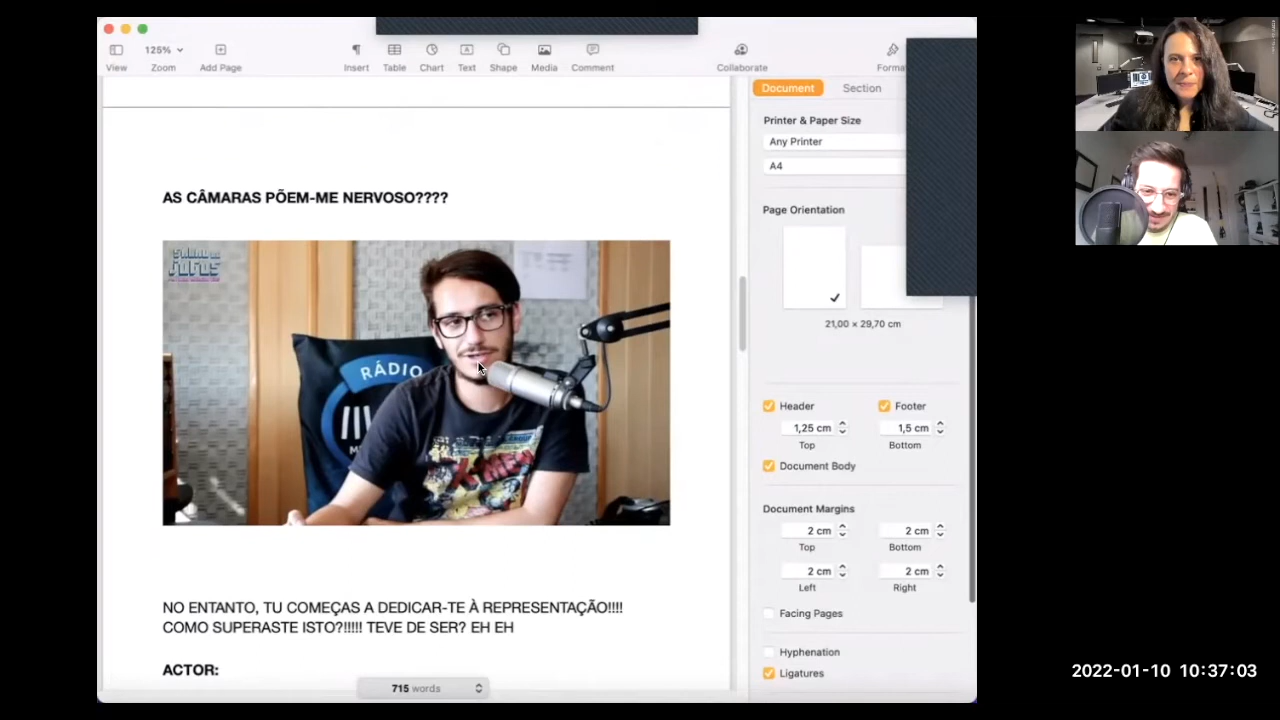 125%
View
Zoom
Add Page
Insert
Table
Chart
Text
Shape
Media
Comment
Collaborate
Format
Document
Section
Printer & Paper Size
Any Printer
A4
Page Orientation
21,00 × 29,70 cm
Header
Footer
1,25 cm
1,5 cm
Top
Bottom
Document Body
Document Margins
2 cm
2 cm
Top
Bottom
2 cm
2 cm
Left
Right
Facing Pages
Hyphenation
Ligatures
AS CÂMARAS PÕEM-ME NERVOSO????
RÁDIO
NO ENTANTO, TU COMEÇAS A DEDICAR-TE À REPRESENTAÇÃO!!!!
COMO SUPERASTE ISTO?!!!!! TEVE DE SER? EH EH
ACTOR:
715 words
2022-01-10 10:37:03